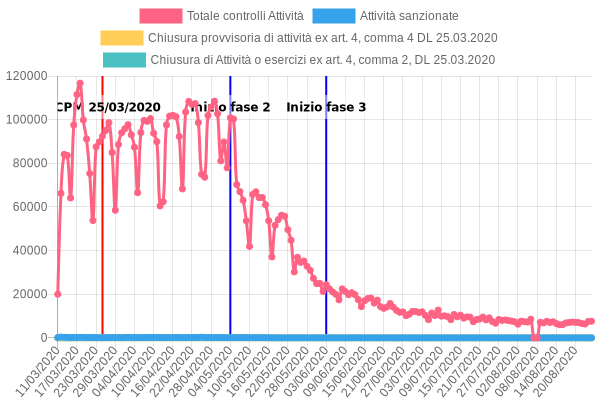 Totale controlli Attività Attività sanzionate
Chiusura provvisoria di attività ex art. 4, comma 4 DL 25.03.2020
Chiusura di Attività o esercizi ex art. 4, comma 2, DL 25.03.2020
120000
CPM 25/03/2020 Inizio fase 2 Inizio fase 3
100000
80000
60000
40000
20000
0
11/03/2020 17/03/2020 23/03/2020 29/03/2020 04/04/2020 10/04/2020 16/04/2020 22/04/2020 28/04/2020 04/05/2020 10/05/2020 16/05/2020 22/05/2020 28/05/2020 03/06/2020 09/06/2020 15/06/2020 21/06/2020 27/06/2020 03/07/2020 09/07/2020 15/07/2020 21/07/2020 27/07/2020 02/08/2020 08/08/2020 14/08/2020 20/08/2020